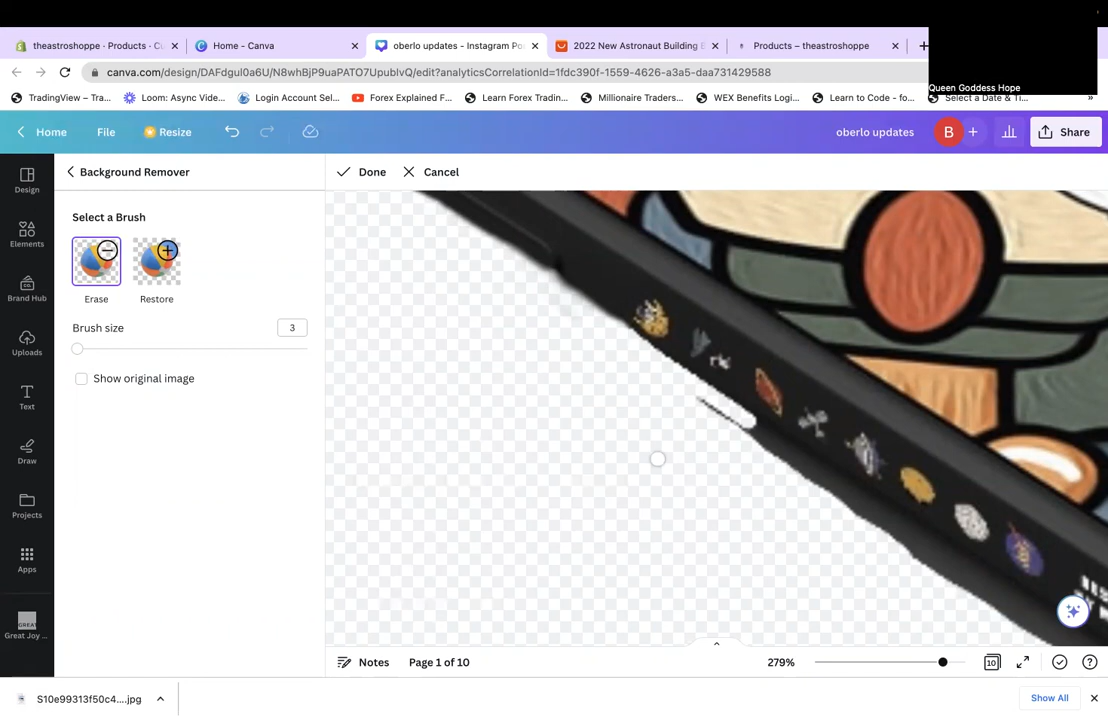 theastroshoppe · Products · Cu
Home - Canva
oberlo updates - Instagram Po
2022 New Astronaut Building
Products – theastroshoppe
canva.com/design/DAFdgul0a6U/N8whBjP9uaPATO7UpublvQ/edit?analyticsCorrelationId=1fdc390f-1559-4626-a3a5-daa731429588
Queen Goddess Hope
TradingView – Tra...
Loom: Async Vide...
Login Account Sel...
Forex Explained F...
Learn Forex Tradin...
Millionaire Traders...
WEX Benefits Logi...
Learn to Code - fo...
Select a Date & Ti...
»
Home
File
Resize
oberlo updates
B
Share
Background Remover
Done
Cancel
Design
Elements
Brand Hub
Uploads
Text
Draw
Projects
Apps
GREAT
Great Joy ...
Select a Brush
Erase
Restore
Brush size
3
Show original image
Notes
Page 1 of 10
279%
10
S10e99313f50c4....jpg
Show All